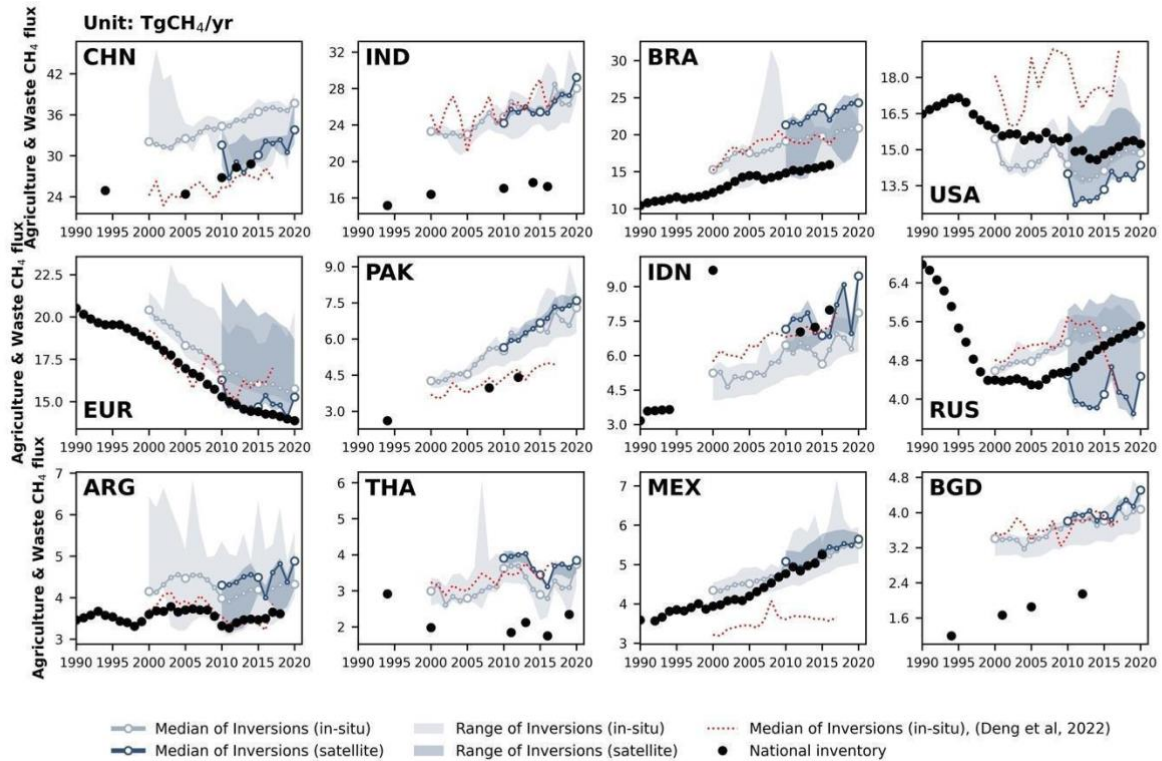 Unit: TgCH₄/yr
Agriculture & Waste CH₄ flux
CHN
42
36
30
24
1990 1995 2000 2005 2010 2015 2020
IND
32
28
24
20
16
1990 1995 2000 2005 2010 2015 2020
BRA
30
25
20
15
10
1990 1995 2000 2005 2010 2015 2020
USA
18.0
16.5
15.0
13.5
1990 1995 2000 2005 2010 2015 2020
Agriculture & Waste CH₄ flux
EUR
22.5
20.0
17.5
15.0
1990 1995 2000 2005 2010 2015 2020
PAK
9.0
7.5
6.0
4.5
3.0
1990 1995 2000 2005 2010 2015 2020
IDN
9.0
7.5
6.0
4.5
3.0
1990 1995 2000 2005 2010 2015 2020
RUS
6.4
5.6
4.8
4.0
1990 1995 2000 2005 2010 2015 2020
Agriculture & Waste CH₄ flux
ARG
7
6
5
4
3
1990 1995 2000 2005 2010 2015 2020
THA
6
5
4
3
2
1990 1995 2000 2005 2010 2015 2020
MEX
7
6
5
4
3
1990 1995 2000 2005 2010 2015 2020
BGD
4.8
4.0
3.2
2.4
1.6
1990 1995 2000 2005 2010 2015 2020
Median of Inversions (in-situ)
Range of Inversions (in-situ)
Median of Inversions (in-situ), (Deng et al, 2022)
Median of Inversions (satellite)
Range of Inversions (satellite)
National inventory